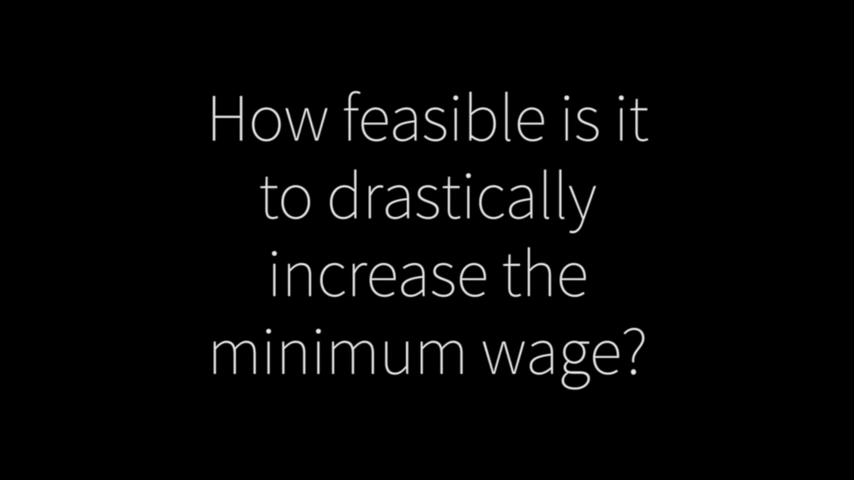 How feasible is it
to drastically
increase the
minimum wage?